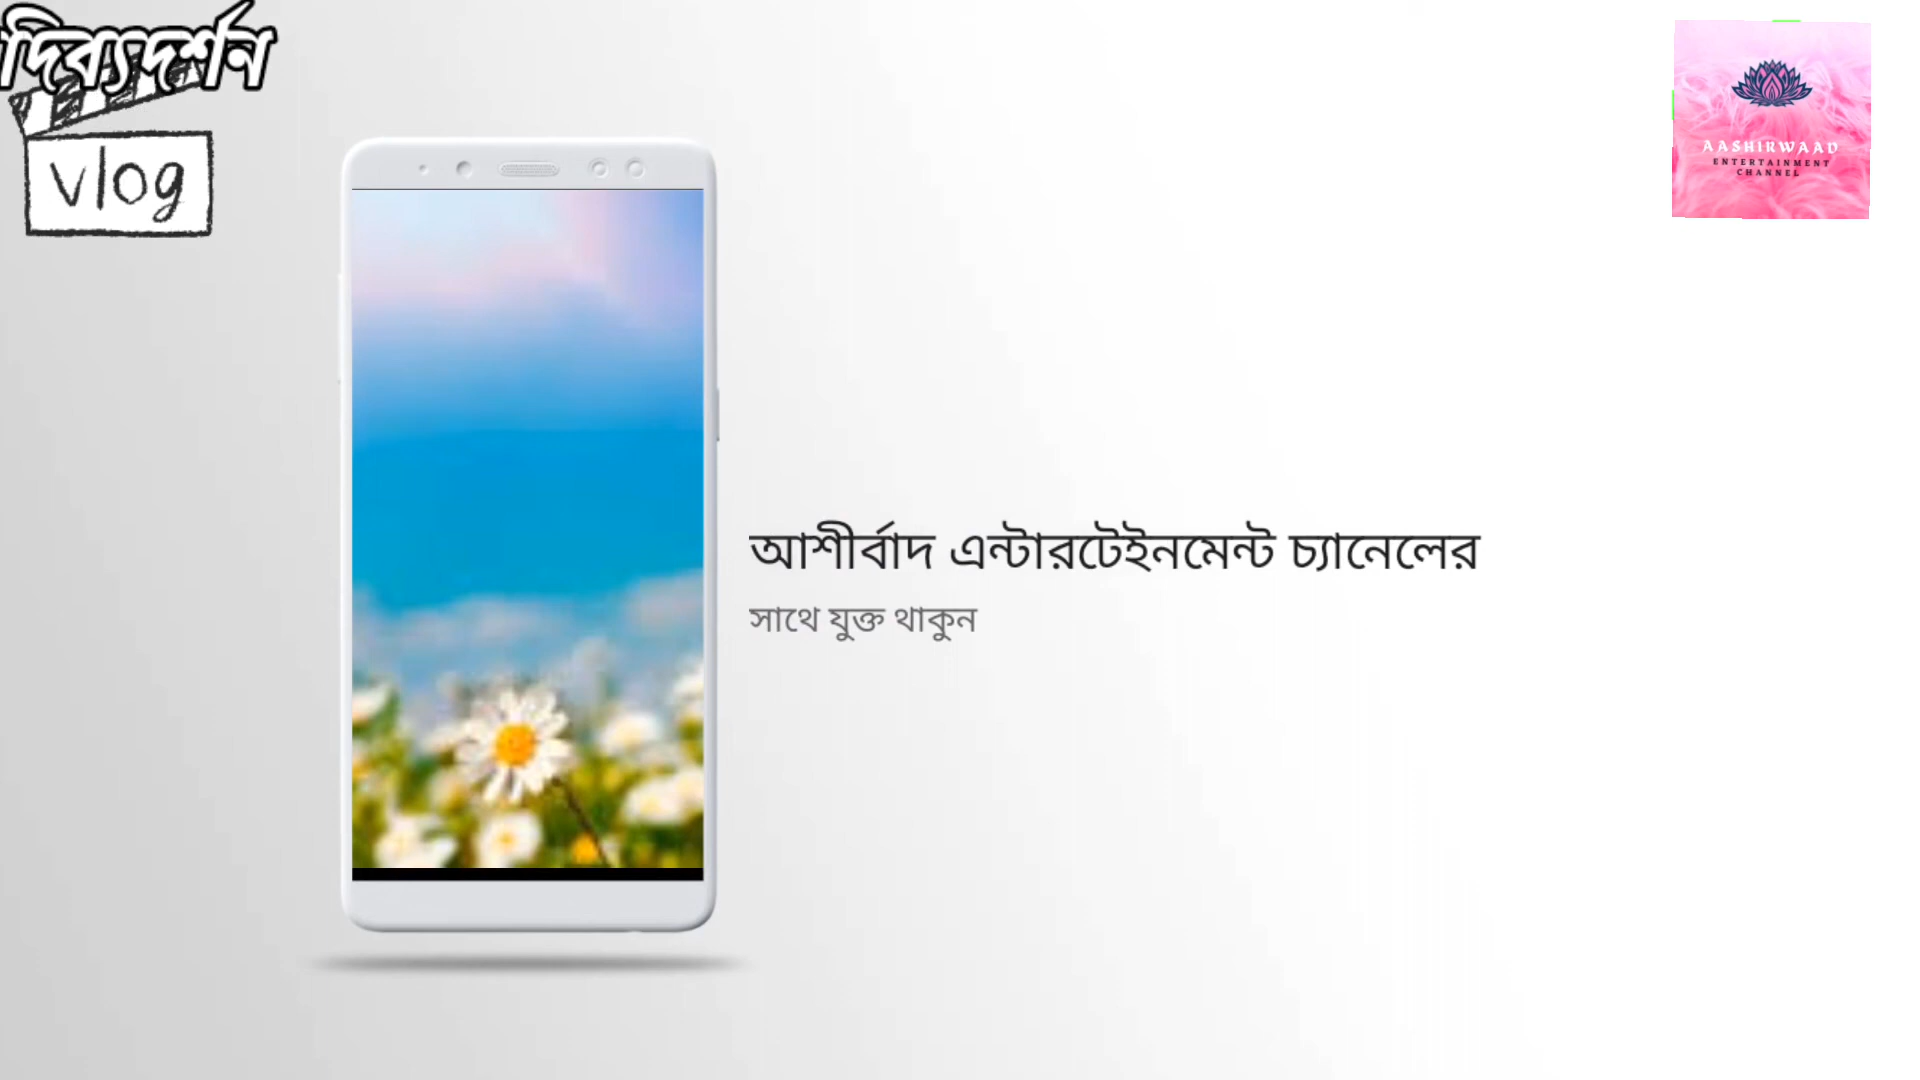 দিব্যদর্শন
vlog
AASHIRWAAD
ENTERTAINMENT
CHANNEL
আশীর্বাদ এন্টারটেইনমেন্ট চ্যানেলের
সাথে যুক্ত থাকুন